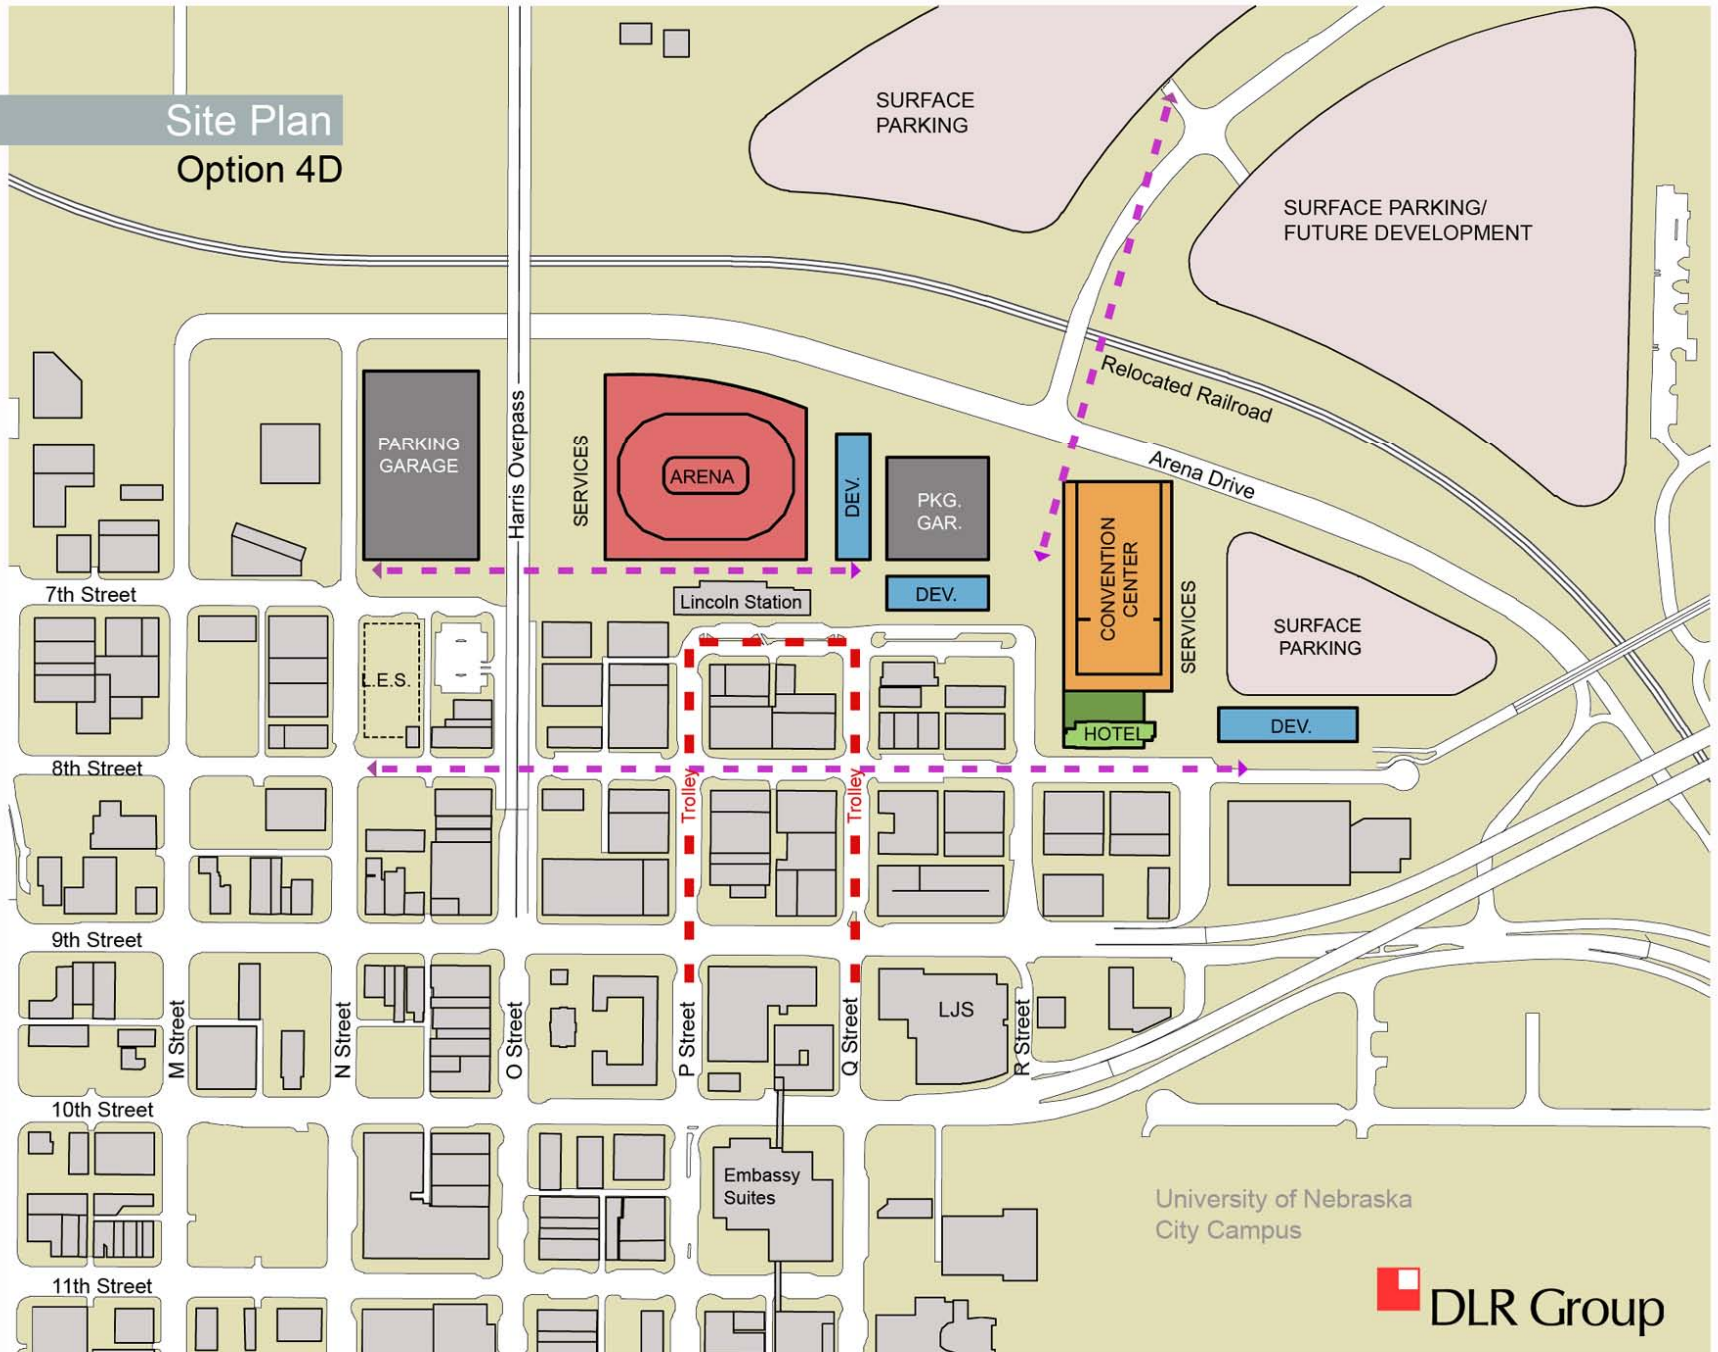 Site Plan
Option 4D
SURFACE
PARKING
SURFACE PARKING/
FUTURE DEVELOPMENT
Relocated Railroad
Arena Drive
Harris Overpass
PARKING
GARAGE
SERVICES
ARENA
DEV.
PKG.
GAR.
DEV.
Lincoln Station
CONVENTION
CENTER
SERVICES
HOTEL
SURFACE
PARKING
DEV.
L.E.S.
7th Street
8th Street
Trolley
Trolley
9th Street
M Street
N Street
O Street
P Street
Q Street
LJS
R Street
10th Street
Embassy
Suites
11th Street
University of Nebraska
City Campus
DLR Group